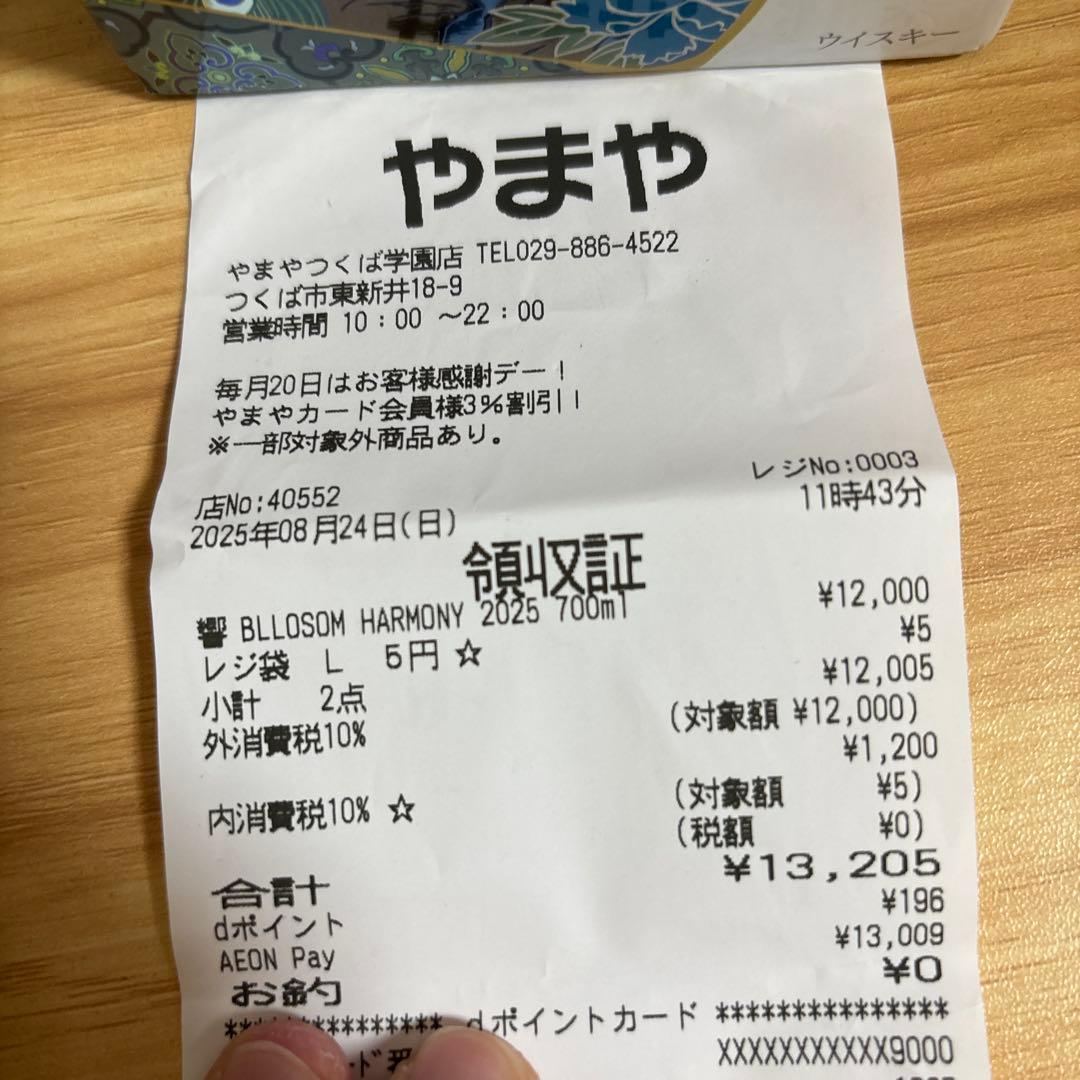 ウイスキー
やまや
やまやつくば学園店 TEL029-886-4522
つくば市東新井18-9
営業時間 10：00 ～22：00
毎月20日はお客様感謝デー！
やまやカード会員様3%割引！
※一部対象外商品あり。
レジNo:0003
店No:40552
2025年08月24日(日) 11時43分
領収証
響 BLLOSOM HARMONY 2025 700ml ¥12,000
レジ袋 L 5円 ☆ ¥5
小計 2点 ¥12,005
外消費税10% (対象額 ¥12,000)
¥1,200
内消費税10% ☆ (対象額 ¥5)
(税額 ¥0)
合計 ¥13,205
dポイント ¥196
AEON Pay ¥13,009
お釣 ¥0
*************** dポイントカード ***************
XXXXXXXXXXX9000